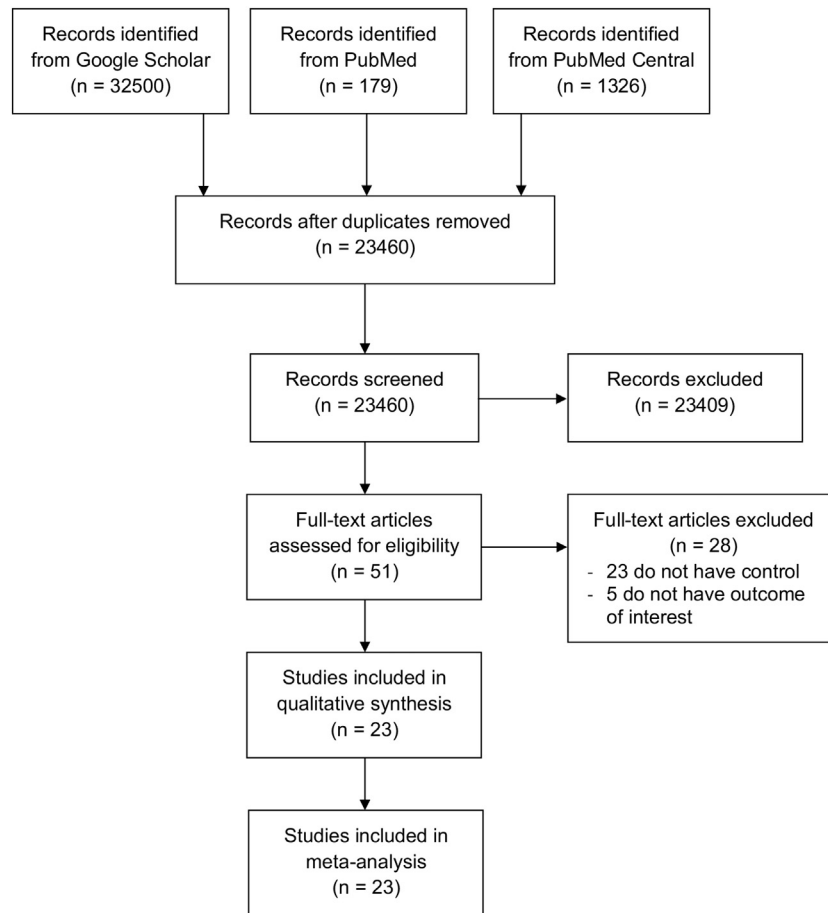 Records identified
from Google Scholar
(n = 32500)
Records identified
from PubMed
(n = 179)
Records identified
from PubMed Central
(n = 1326)
Records after duplicates removed
(n = 23460)
Records screened
(n = 23460)
Records excluded
(n = 23409)
Full-text articles
assessed for eligibility
(n = 51)
Full-text articles excluded
(n = 28)
- 23 do not have control
- 5 do not have outcome
of interest
Studies included in
qualitative synthesis
(n = 23)
Studies included in
meta-analysis
(n = 23)